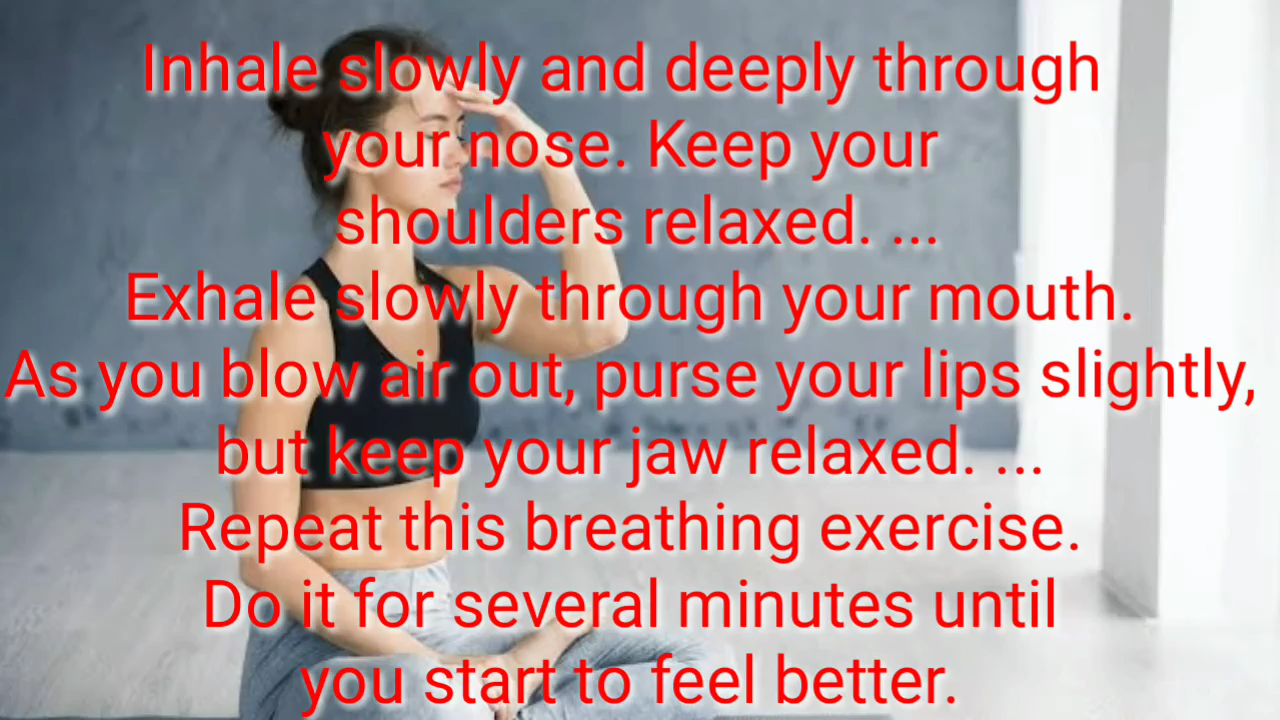 Inhale slowly and deeply through
your nose. Keep your
shoulders relaxed. ...
Exhale slowly through your mouth.
As you blow air out, purse your lips slightly,
but keep your jaw relaxed. ...
Repeat this breathing exercise.
Do it for several minutes until
you start to feel better.